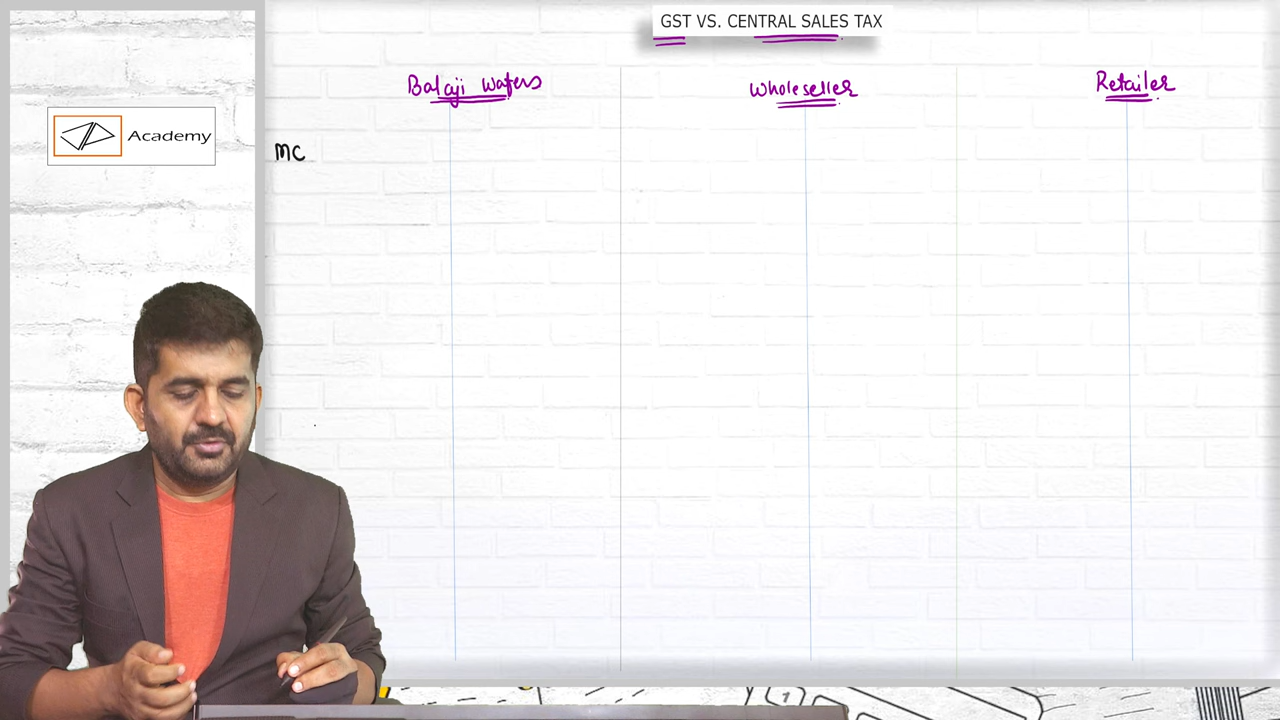 GST VS. CENTRAL SALES TAX
Balaji Wafers Wholeseller Retailer
Academy
MC